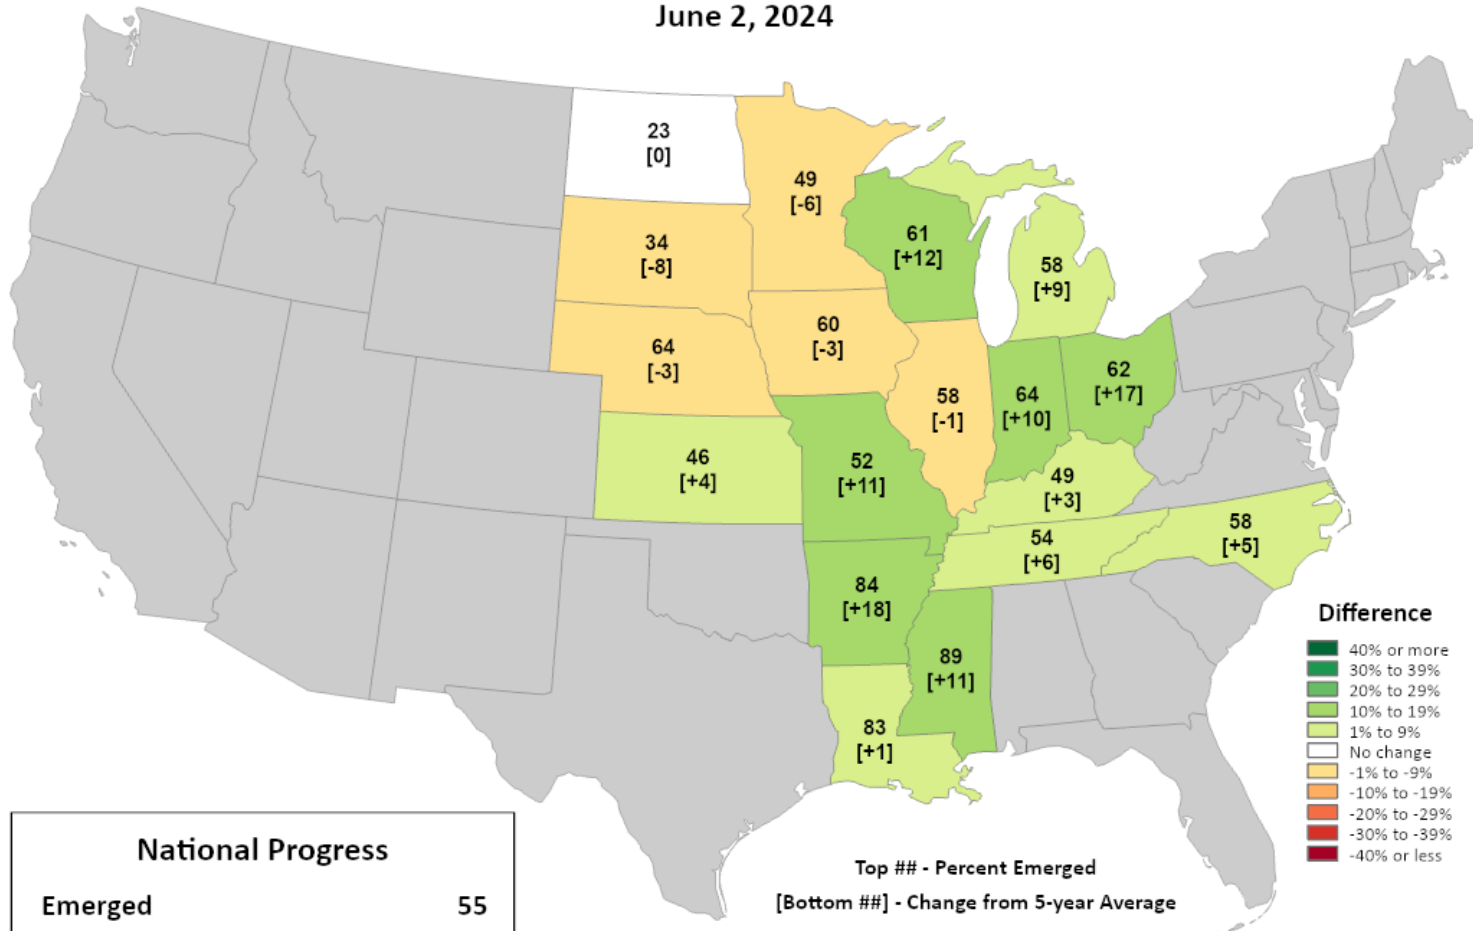 June 2, 2024
23
[0]
49
[-6]
34
[-8]
61
[+12]
58
[+9]
64
[-3]
60
[-3]
58
[-1]
64
[+10]
62
[+17]
46
[+4]
52
[+11]
49
[+3]
54
[+6]
58
[+5]
84
[+18]
89
[+11]
83
[+1]
Difference
40% or more
30% to 39%
20% to 29%
10% to 19%
1% to 9%
No change
-1% to -9%
-10% to -19%
-20% to -29%
-30% to -39%
-40% or less
National Progress
Emerged 55
Top ## - Percent Emerged
[Bottom ##] - Change from 5-year Average